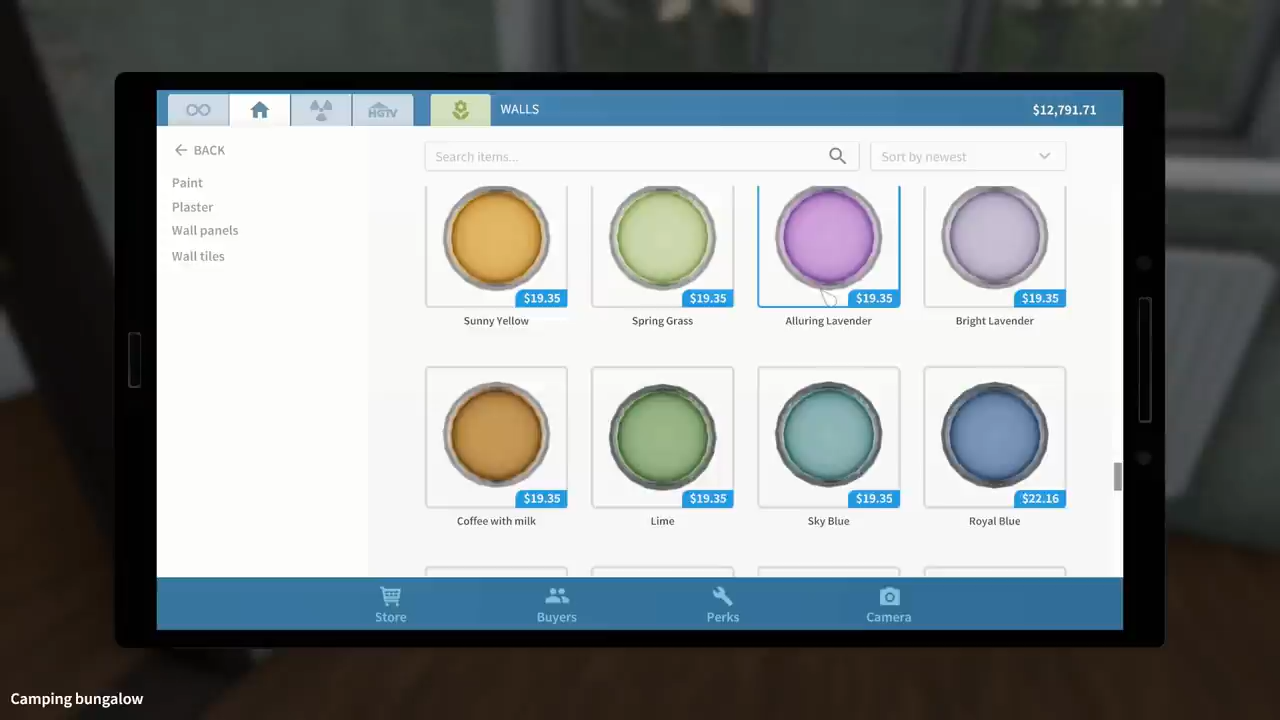 HGTV
WALLS
$12,791.71
BACK
Search items...
Sort by newest
Paint
Plaster
Wall panels
Wall tiles
$19.35
$19.35
$19.35
$19.35
Sunny Yellow
Spring Grass
Alluring Lavender
Bright Lavender
$19.35
$19.35
$19.35
$22.16
Coffee with milk
Lime
Sky Blue
Royal Blue
Store
Buyers
Perks
Camera
Camping bungalow